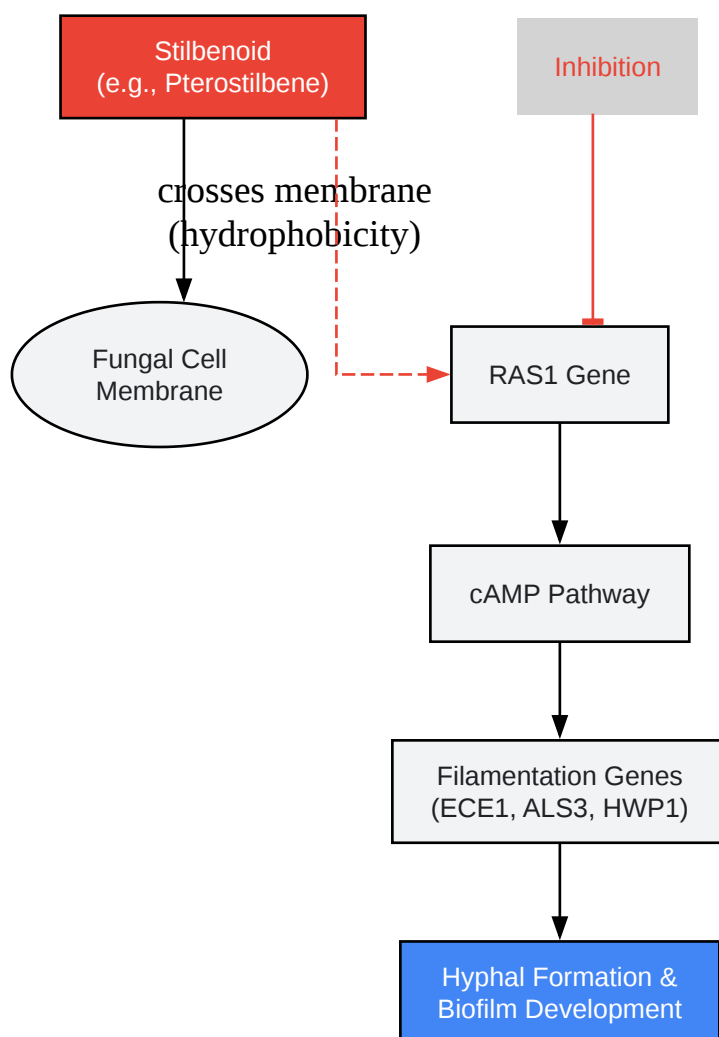 Stilbenoid
(e.g., Pterostilbene)
Inhibition
crosses membrane
(hydrophobicity)
Fungal Cell
Membrane
RAS1 Gene
cAMP Pathway
Filamentation Genes
(ECE1, ALS3, HWP1)
Hyphal Formation &
Biofilm Development